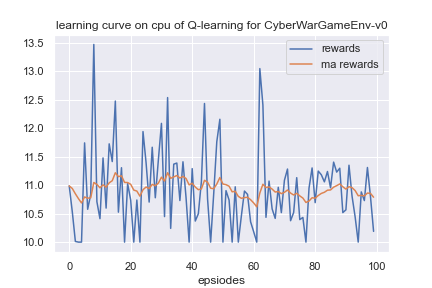 learning curve on cpu of Q-learning for CyberWarGameEnv-v0
13.5
13.0
12.5
12.0
11.5
11.0
10.5
10.0
rewards
ma rewards
0 20 40 60 80 100
epsiodes